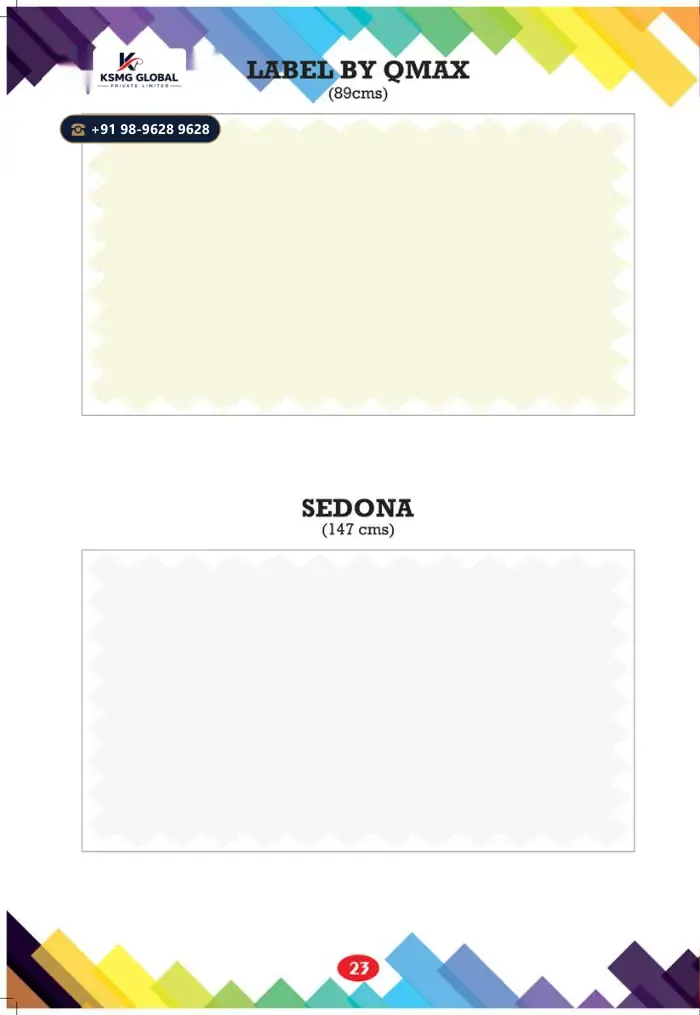 KSMG GLOBAL
PRIVATE LIMITED
LABEL BY QMAX
(89cms)
+91 98-9628 9628
SEDONA
(147 cms)
23